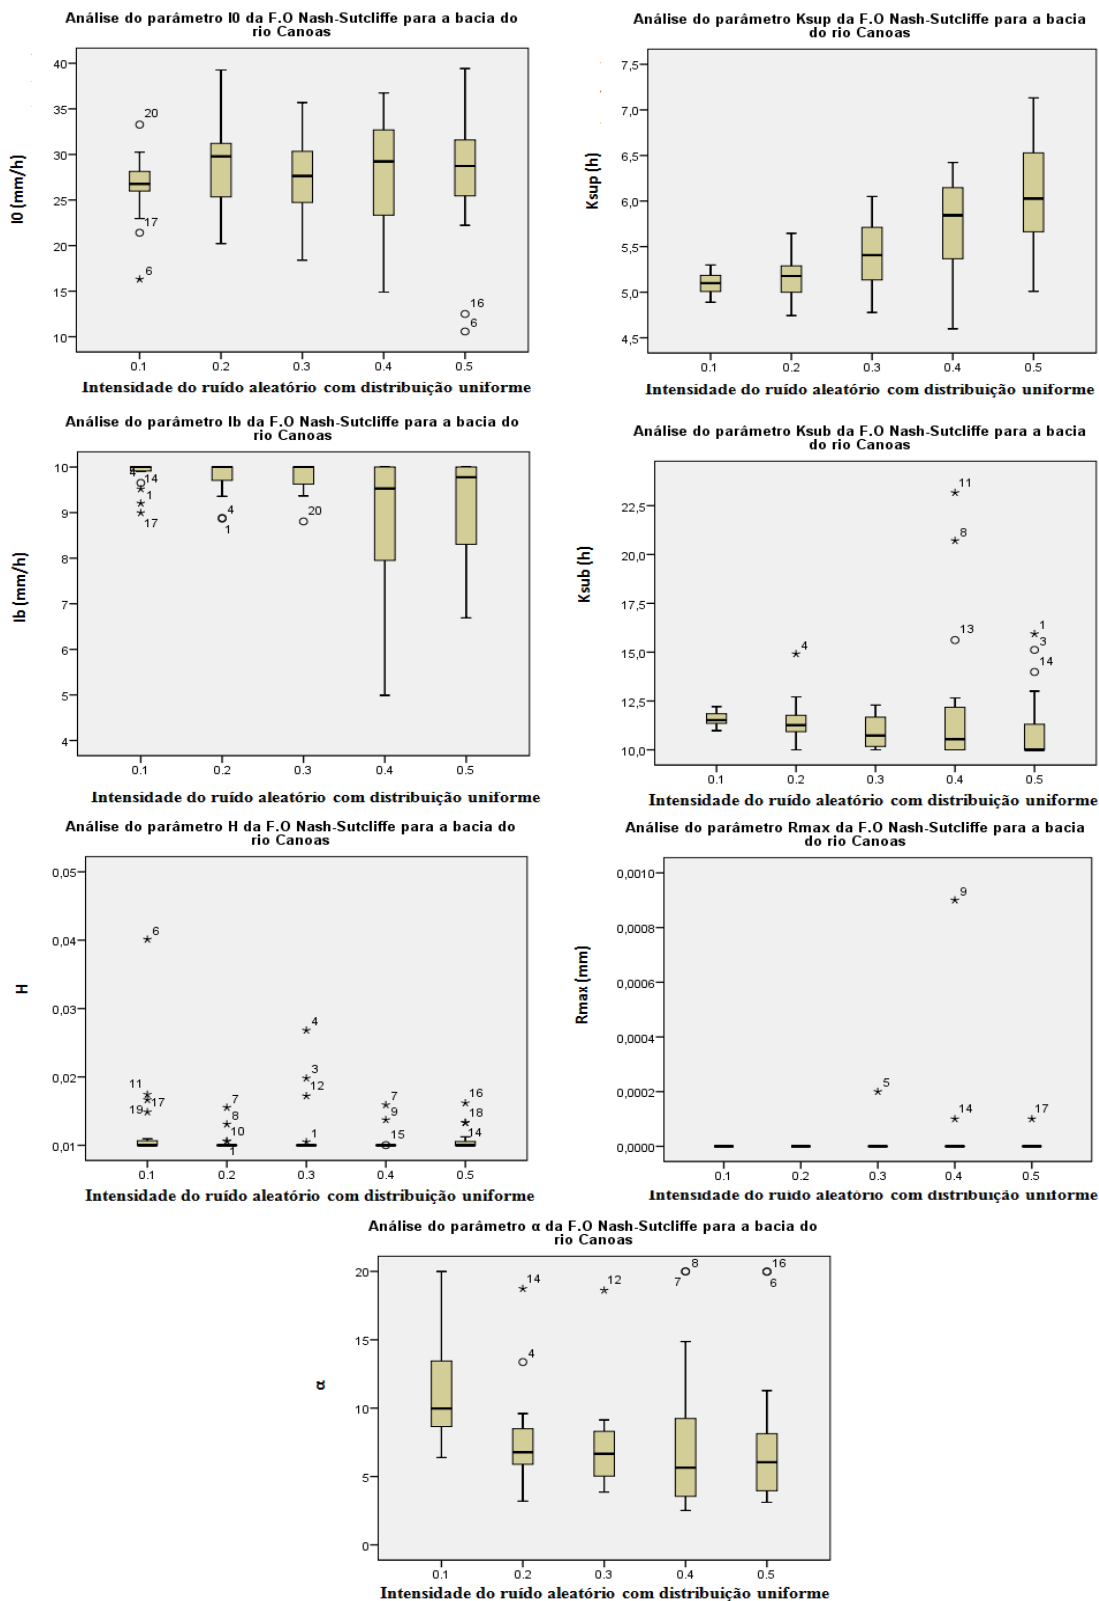 Análise do parâmetro I0 da F.O Nash-Sutcliffe para a bacia do
rio Canoas
I0 (mm/h)
40
35
30
25
20
15
10
20
17
6
16
6
0.1 0.2 0.3 0.4 0.5
Intensidade do ruído aleatório com distribuição uniforme
Análise do parâmetro Ksup da F.O Nash-Sutcliffe para a bacia
do rio Canoas
Ksup (h)
7,5
7,0
6,5
6,0
5,5
5,0
4,5
0.1 0.2 0.3 0.4 0.5
Intensidade do ruído aleatório com distribuição uniforme
Análise do parâmetro Ib da F.O Nash-Sutcliffe para a bacia do
rio Canoas
Ib (mm/h)
10
9
8
7
6
5
4
4
14
1
17
4
1
20
0.1 0.2 0.3 0.4 0.5
Intensidade do ruído aleatório com distribuição uniforme
Análise do parâmetro Ksub da F.O Nash-Sutcliffe para a bacia
do rio Canoas
Ksub (h)
22,5
20,0
17,5
15,0
12,5
10,0
4
11
8
13
1
3
14
0.1 0.2 0.3 0.4 0.5
Intensidade do ruído aleatório com distribuição uniforme
Análise do parâmetro H da F.O Nash-Sutcliffe para a bacia do
rio Canoas
H
0,05
0,04
0,03
0,02
0,01
6
11
17
19
7
8
10
1
4
3
12
1
7
9
15
16
18
14
0.1 0.2 0.3 0.4 0.5
Intensidade do ruído aleatório com distribuição uniforme
Análise do parâmetro Rmax da F.O Nash-Sutcliffe para a bacia
do rio Canoas
Rmax (mm)
0,0010
0,0008
0,0006
0,0004
0,0002
0,0000
5
9
14
17
0.1 0.2 0.3 0.4 0.5
Intensidade do ruído aleatório com distribuição uniforme
Análise do parâmetro α da F.O Nash-Sutcliffe para a bacia do
rio Canoas
α
20
15
10
5
0
14
4
12
8
7
16
6
0.1 0.2 0.3 0.4 0.5
Intensidade do ruído aleatório com distribuição uniforme